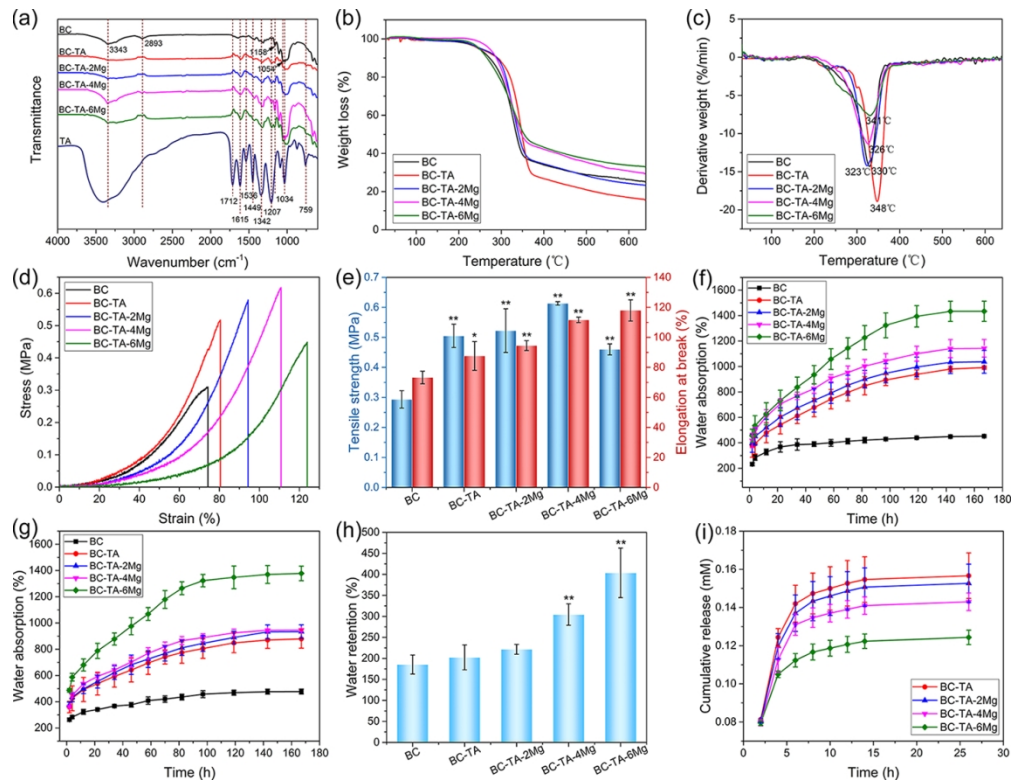 (a)
BC
3343
2893
1158
BC-TA
1054
BC-TA-2Mg
BC-TA-4Mg
BC-TA-6Mg
TA
1712
1615
1536
1449
1342
1207
1034
759
Transmittance
4000 3500 3000 2500 2000 1500 1000
Wavenumber (cm⁻¹)
(b)
Weight loss (%)
100
80
60
40
20
0
BC
BC-TA
BC-TA-2Mg
BC-TA-4Mg
BC-TA-6Mg
0 100 200 300 400 500 600
Temperature (℃)
(c)
Derivative weight (%/min)
5
0
-5
-10
-15
-20
341℃
326℃
323℃
330℃
348℃
BC
BC-TA
BC-TA-2Mg
BC-TA-4Mg
BC-TA-6Mg
100 200 300 400 500 600
Temperature (℃)
(d)
Stress (MPa)
0.6
0.5
0.4
0.3
0.2
0.1
0.0
BC
BC-TA
BC-TA-2Mg
BC-TA-4Mg
BC-TA-6Mg
0 20 40 60 80 100 120
Strain (%)
(e)
Tensile strength (MPa)
0.7
0.6
0.5
0.4
0.3
0.2
0.1
0.0
** * ** ** ** ** ** **
140
120
100
80
60
40
20
0
Elongation at break (%)
BC BC-TA BC-TA-2Mg BC-TA-4Mg BC-TA-6Mg
(f)
Water absorption (%)
1600
1400
1200
1000
800
600
400
200
BC
BC-TA
BC-TA-2Mg
BC-TA-4Mg
BC-TA-6Mg
0 20 40 60 80 100 120 140 160 180
Time (h)
(g)
Water absorption (%)
1600
1400
1200
1000
800
600
400
200
BC
BC-TA
BC-TA-2Mg
BC-TA-4Mg
BC-TA-6Mg
0 20 40 60 80 100 120 140 160 180
Time (h)
(h)
Water retention (%)
500
450
400
350
300
250
200
150
100
50
0
** **
BC BC-TA BC-TA-2Mg BC-TA-4Mg BC-TA-6Mg
(i)
Cumulative release (mM)
0.18
0.16
0.14
0.12
0.10
0.08
BC-TA
BC-TA-2Mg
BC-TA-4Mg
BC-TA-6Mg
0 5 10 15 20 25 30
Time (h)